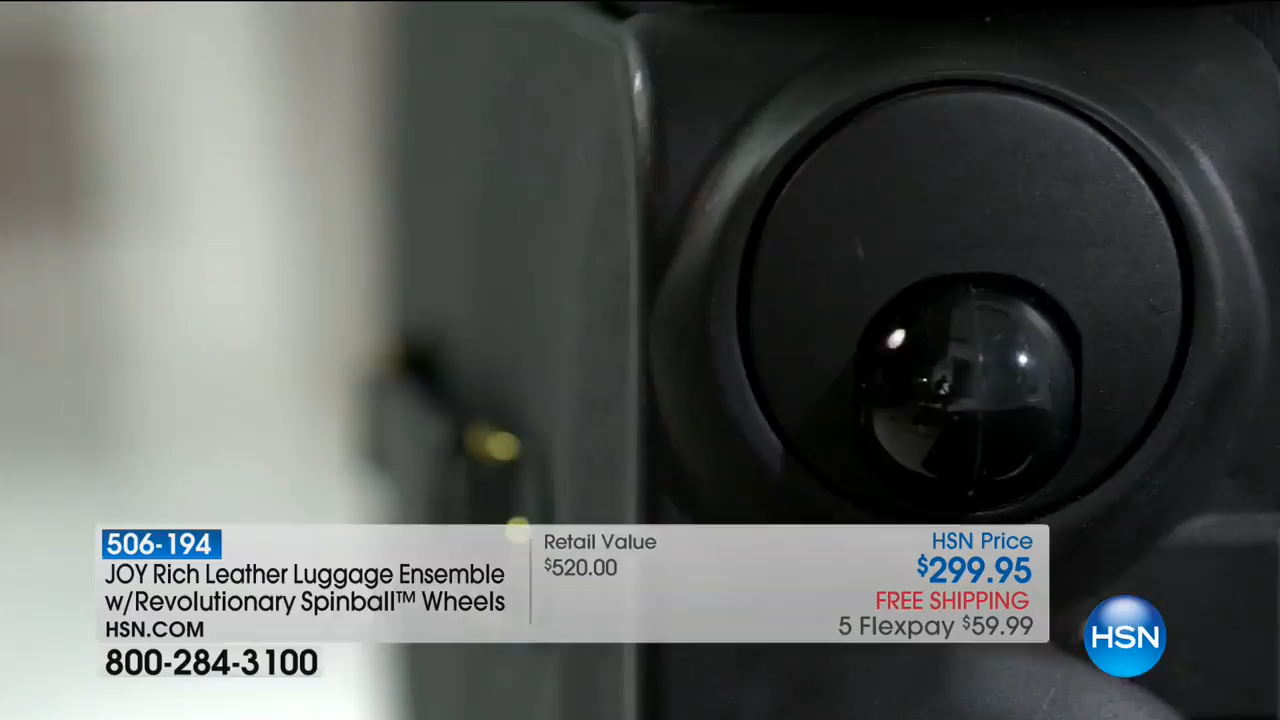 506-194
JOY Rich Leather Luggage Ensemble
w/Revolutionary Spinball™ Wheels
HSN.COM
800-284-3100
Retail Value
$520.00
HSN Price
$299.95
FREE SHIPPING
5 Flexpay $59.99
HSN